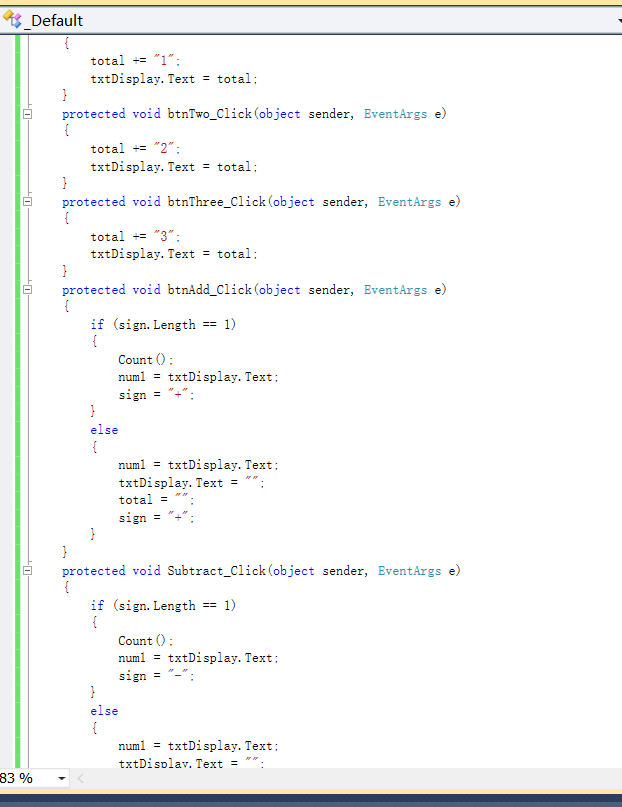 _Default
{
total += "1";
txtDisplay.Text = total;
}
protected void btnTwo_Click(object sender, EventArgs e)
{
total += "2";
txtDisplay.Text = total;
}
protected void btnThree_Click(object sender, EventArgs e)
{
total += "3";
txtDisplay.Text = total;
}
protected void btnAdd_Click(object sender, EventArgs e)
{
if (sign.Length == 1)
{
Count();
num1 = txtDisplay.Text;
sign = "+";
}
else
{
num1 = txtDisplay.Text;
txtDisplay.Text = "";
total = "";
sign = "+";
}
}
protected void Subtract_Click(object sender, EventArgs e)
{
if (sign.Length == 1)
{
Count();
num1 = txtDisplay.Text;
sign = "-";
}
else
{
num1 = txtDisplay.Text;
txtDisplay.Text = "";
83 %